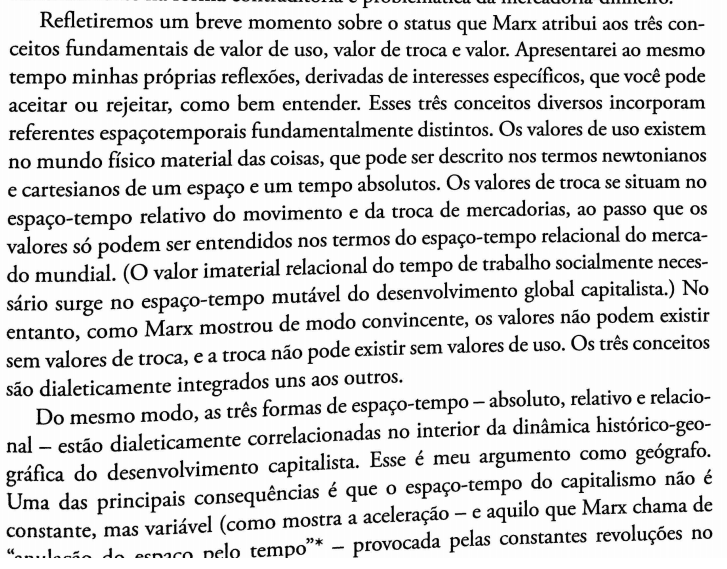 Refletiremos um breve momento sobre o status que Marx atribui aos três con-
ceitos fundamentais de valor de uso, valor de troca e valor. Apresentarei ao mesmo
tempo minhas próprias reflexões, derivadas de interesses específicos, que você pode
aceitar ou rejeitar, como bem entender. Esses três conceitos diversos incorporam
referentes espaçotemporais fundamentalmente distintos. Os valores de uso existem
no mundo físico material das coisas, que pode ser descrito nos termos newtonianos
e cartesianos de um espaço e um tempo absolutos. Os valores de troca se situam no
espaço-tempo relativo do movimento e da troca de mercadorias, ao passo que os
valores só podem ser entendidos nos termos do espaço-tempo relacional do merca-
do mundial. (O valor imaterial relacional do tempo de trabalho socialmente neces-
sário surge no espaço-tempo mutável do desenvolvimento global capitalista.) No
entanto, como Marx mostrou de modo convincente, os valores não podem existir
sem valores de troca, e a troca não pode existir sem valores de uso. Os três conceitos
são dialeticamente integrados uns aos outros.
Do mesmo modo, as três formas de espaço-tempo – absoluto, relativo e relacio-
nal – estão dialeticamente correlacionadas no interior da dinâmica histórico-geo-
gráfica do desenvolvimento capitalista. Esse é meu argumento como geógrafo.
Uma das principais consequências é que o espaço-tempo do capitalismo não é
constante, mas variável (como mostra a aceleração – e aquilo que Marx chama de
"anulação do espaço pelo tempo"* – provocada pelas constantes revoluções no